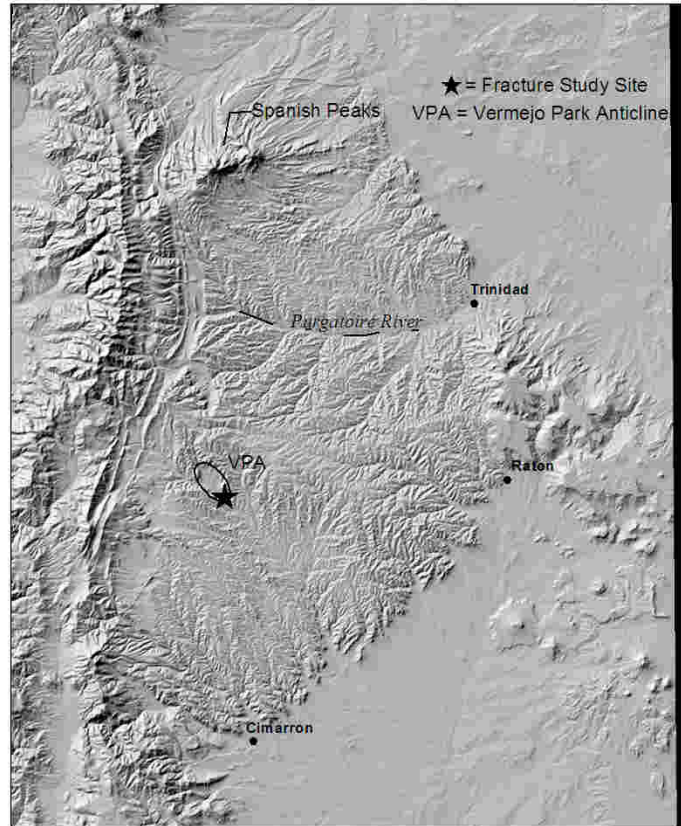 ★ = Fracture Study Site
Spanish Peaks
VPA = Vermejo Park Anticline
Trinidad
Purgatoire River
VPA
Raton
Cimarron